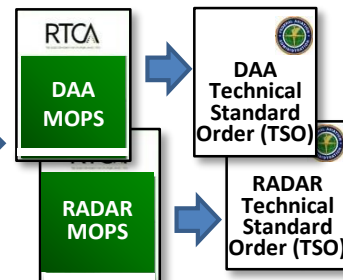 RTCA
DAA
MOPS
DAA
Technical
Standard
Order (TSO)
RADAR
MOPS
RADAR
Technical
Standard
Order (TSO)